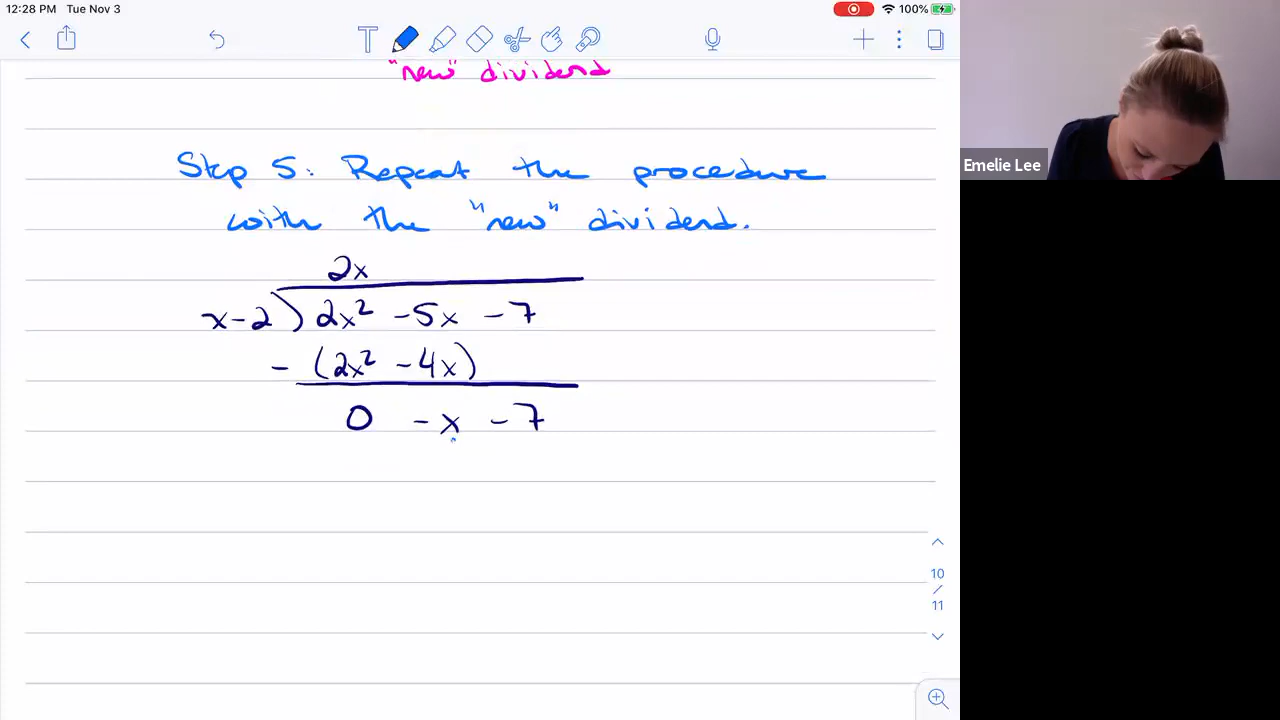 12:28 PM Tue Nov 3
100%
T
"new" dividend
Emelie Lee
Step 5: Repeat the procedure
with the "new" dividend.
2x
x-2) 2x² -5x -7
- (2x² -4x)
0 -x -7
10
/
11